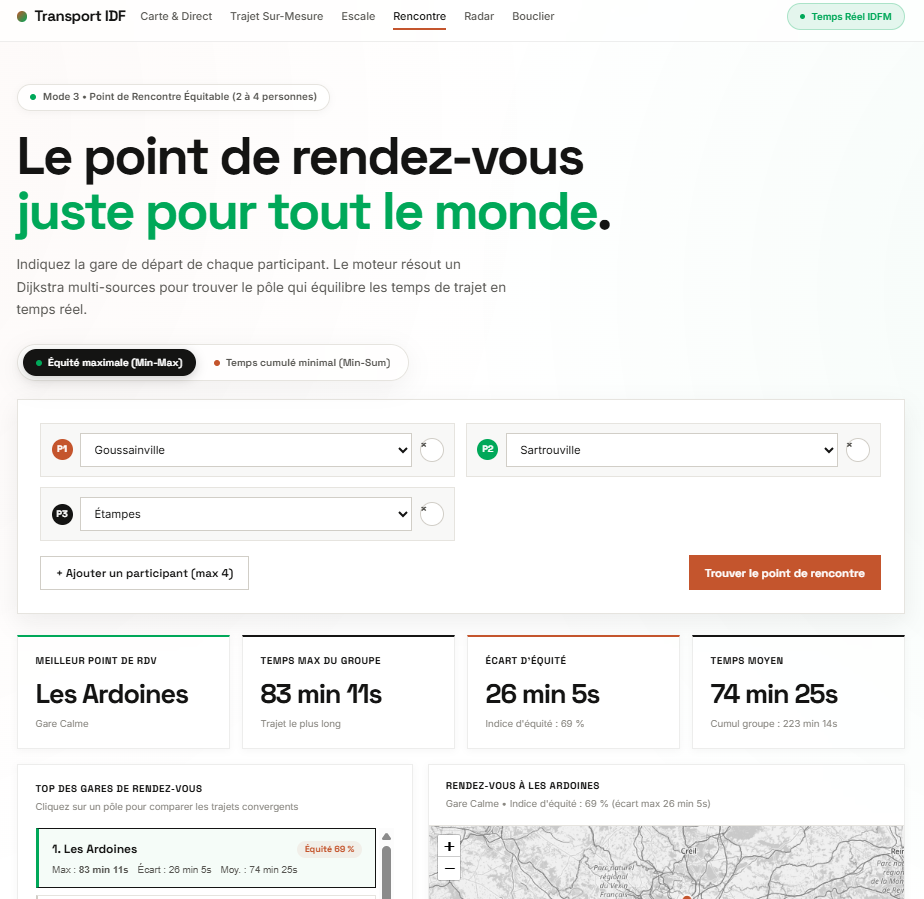 Transport IDF
Carte & Direct
Trajet Sur-Mesure
Escale
Rencontre
Radar
Bouclier
Temps Réel IDFM
Mode 3 • Point de Rencontre Équitable (2 à 4 personnes)
Le point de rendez-vous
juste pour tout le monde.
Indiquez la gare de départ de chaque participant. Le moteur résout un
Dijkstra multi-sources pour trouver le pôle qui équilibre les temps de trajet en
temps réel.
Équité maximale (Min-Max)
Temps cumulé minimal (Min-Sum)
P1
Goussainville
×
P2
Sartrouville
×
P3
Étampes
×
+ Ajouter un participant (max 4)
Trouver le point de rencontre
MEILLEUR POINT DE RDV
Les Ardoines
Gare Calme
TEMPS MAX DU GROUPE
83 min 11s
Trajet le plus long
ÉCART D'ÉQUITÉ
26 min 5s
Indice d'équité : 69 %
TEMPS MOYEN
74 min 25s
Cumul groupe : 223 min 14s
TOP DES GARES DE RENDEZ-VOUS
Cliquez sur un pôle pour comparer les trajets convergents
1. Les Ardoines
Équité 69 %
Max : 83 min 11s Écart : 26 min 5s Moy. : 74 min 25s
RENDEZ-VOUS À LES ARDOINES
Gare Calme • Indice d'équité : 69 % (écart max 26 min 5s)
+
−
Creil
Parc naturel
régional
du Vexin
Français